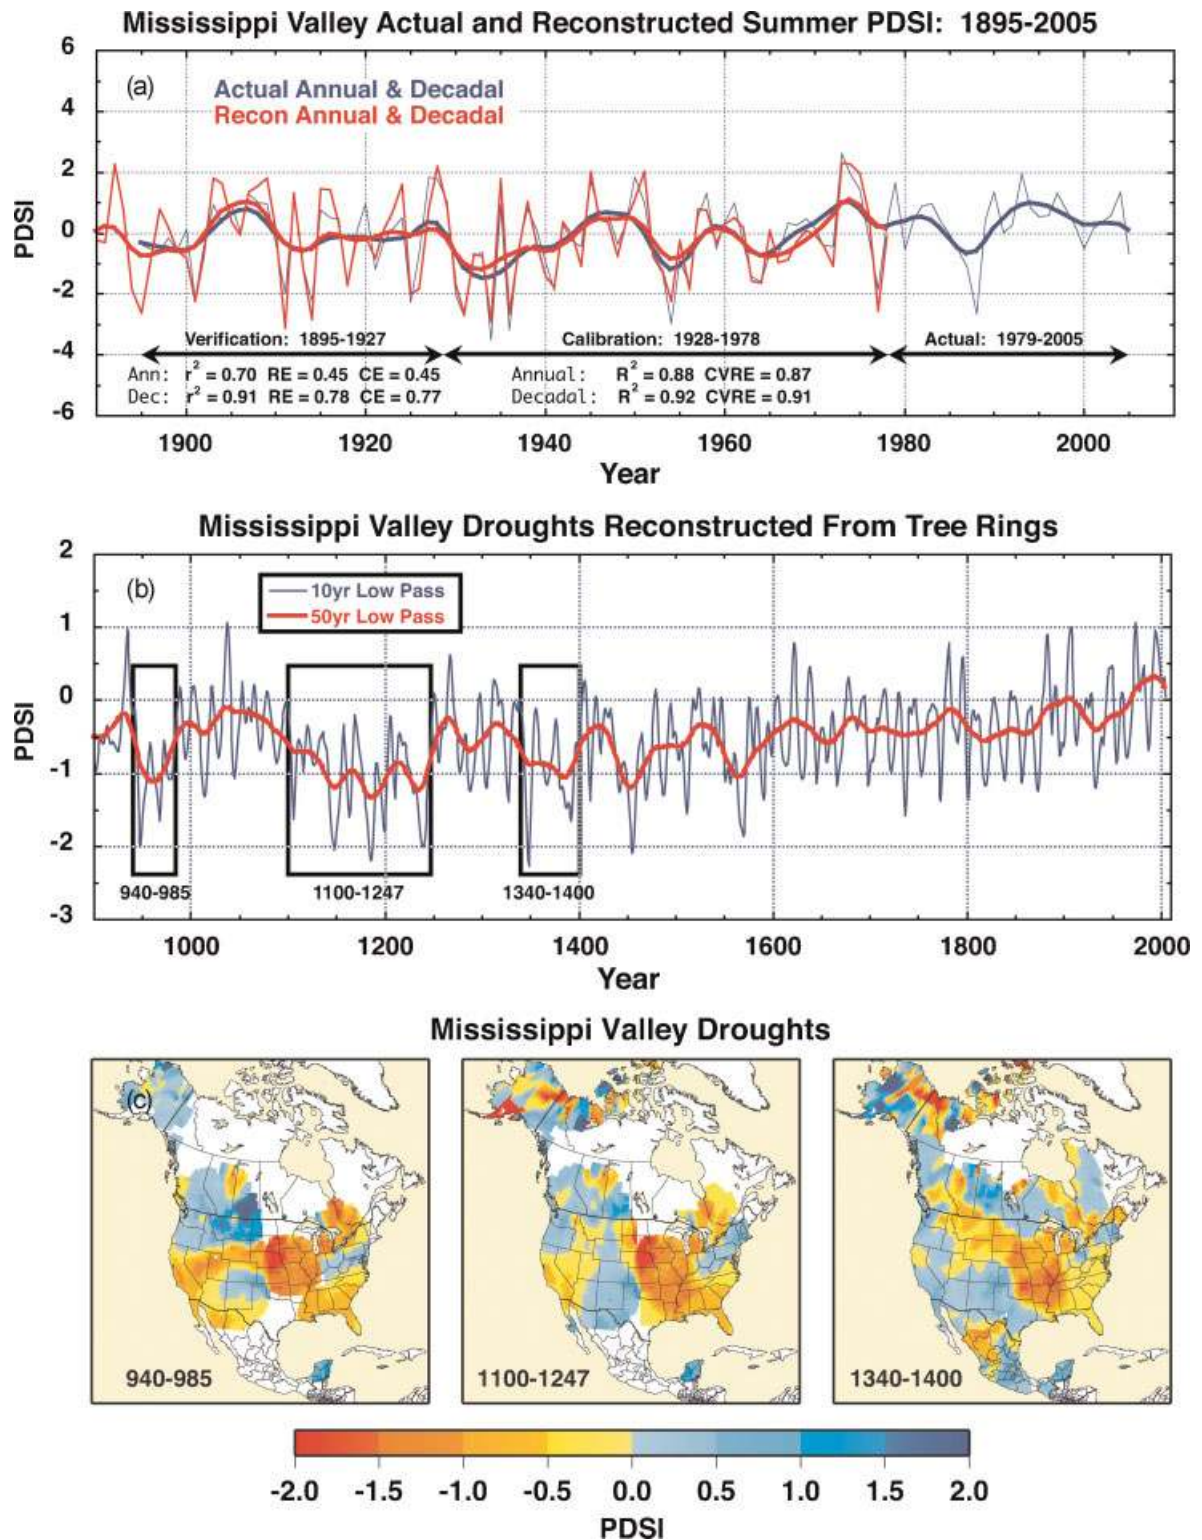 Mississippi Valley Actual and Reconstructed Summer PDSI: 1895-2005
6
(a)
Actual Annual & Decadal
Recon Annual & Decadal
4
2
PDSI
0
-2
Verification: 1895-1927 Calibration: 1928-1978 Actual: 1979-2005
-4
Ann: r2 = 0.70 RE = 0.45 CE = 0.45 Annual: R2 = 0.88 CVRE = 0.87
Dec: r2 = 0.91 RE = 0.78 CE = 0.77 Decadal: R2 = 0.92 CVRE = 0.91
-6
1900 1920 1940 1960 1980 2000
Year
Mississippi Valley Droughts Reconstructed From Tree Rings
2
(b)
10yr Low Pass
50yr Low Pass
1
0
PDSI
-1
-2
940-985 1100-1247 1340-1400
-3
1000 1200 1400 1600 1800 2000
Year
Mississippi Valley Droughts
(c)
940-985 1100-1247 1340-1400
-2.0 -1.5 -1.0 -0.5 0.0 0.5 1.0 1.5 2.0
PDSI